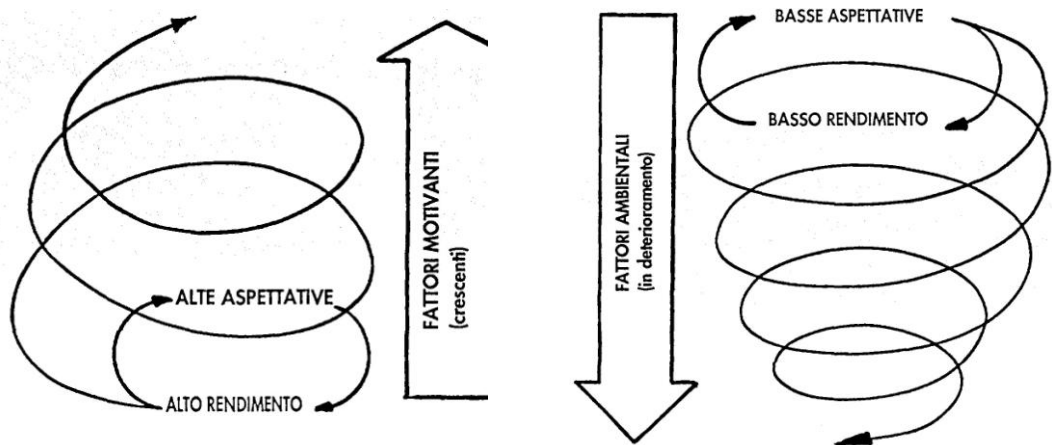 ALTE ASPETTATIVE
ALTO RENDIMENTO
FATTORI MOTIVANTI
(crescenti)
FATTORI AMBIENTALI
(in deterioramento)
BASSE ASPETTATIVE
BASSO RENDIMENTO